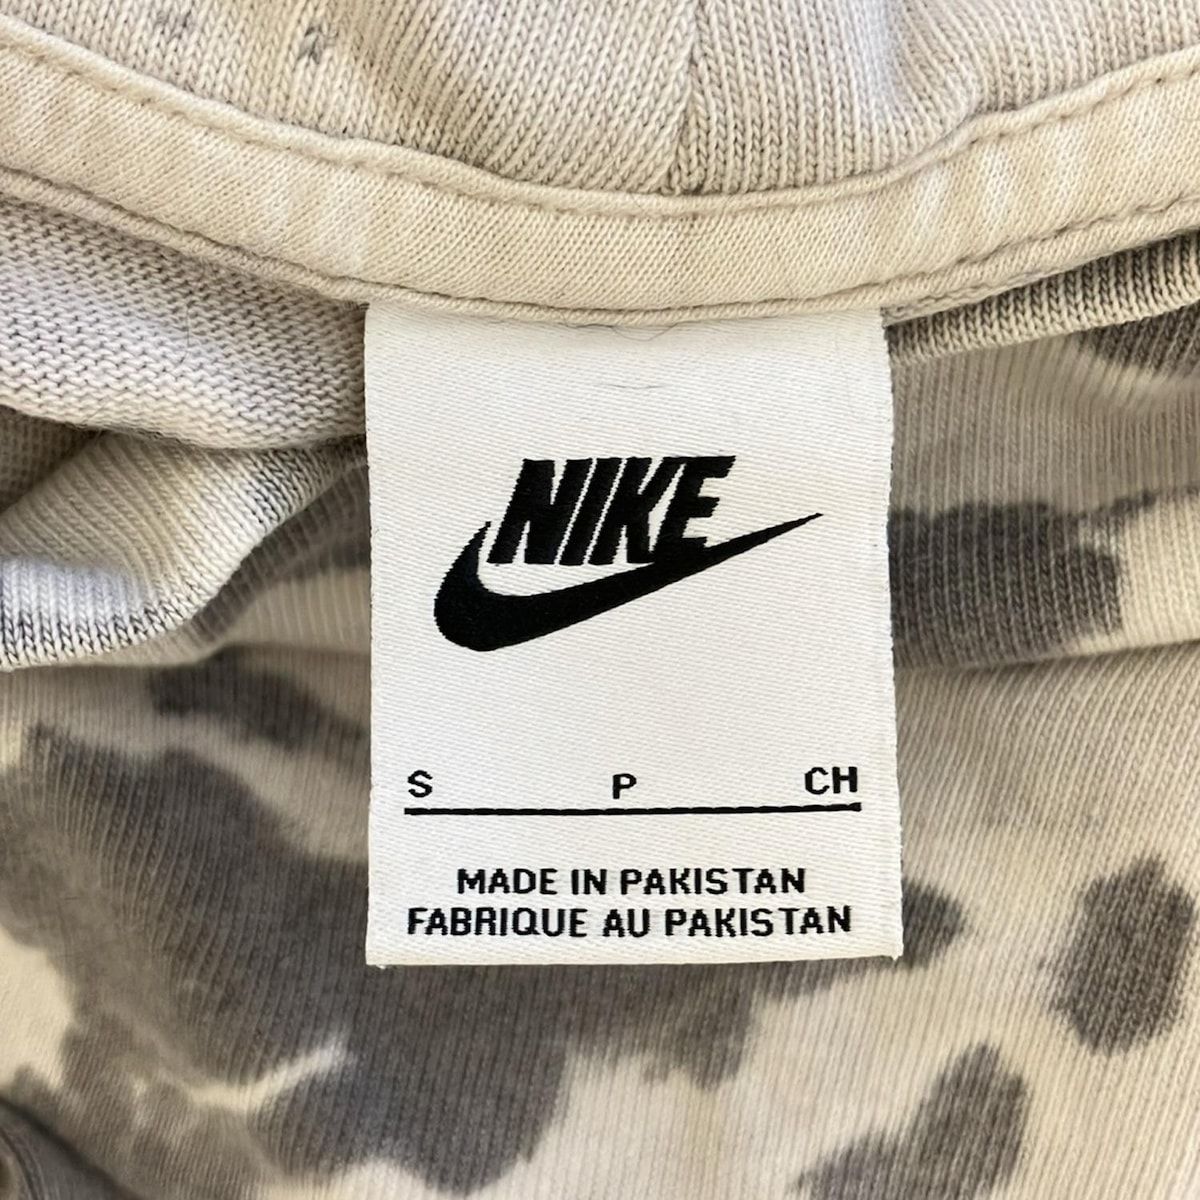 NIKE
S P CH
MADE IN PAKISTAN
FABRIQUE AU PAKISTAN